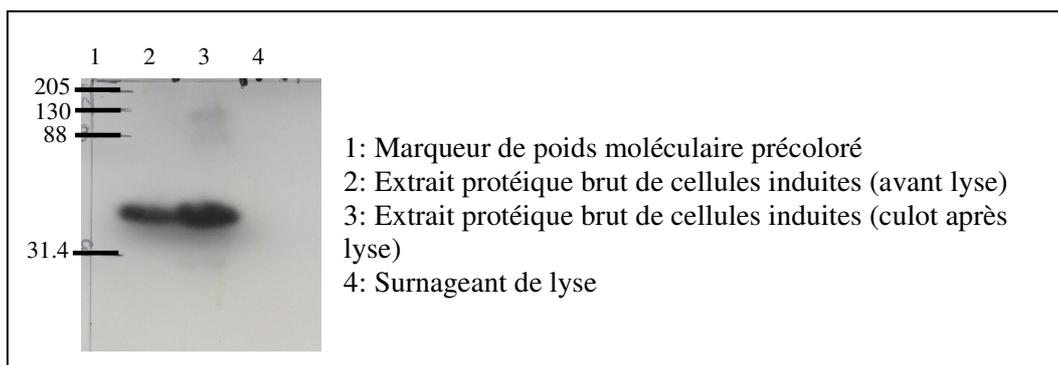 1 2 3 4
205
130
88
31.4
1: Marqueur de poids moléculaire précoloré
2: Extrait protéique brut de cellules induites (avant lyse)
3: Extrait protéique brut de cellules induites (culot après
lyse)
4: Surnageant de lyse